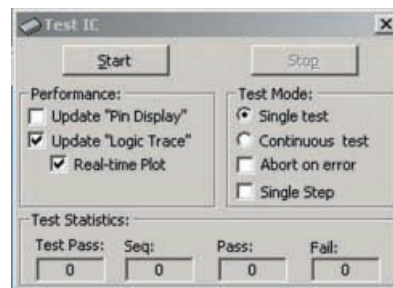 Test IC
Start Stop
Performance:
Update "Pin Display"
Update "Logic Trace"
Real-time Plot
Test Mode:
Single test
Continuous test
Abort on error
Single Step
Test Statistics:
Test Pass: Seq: Pass: Fail:
0 0 0 0